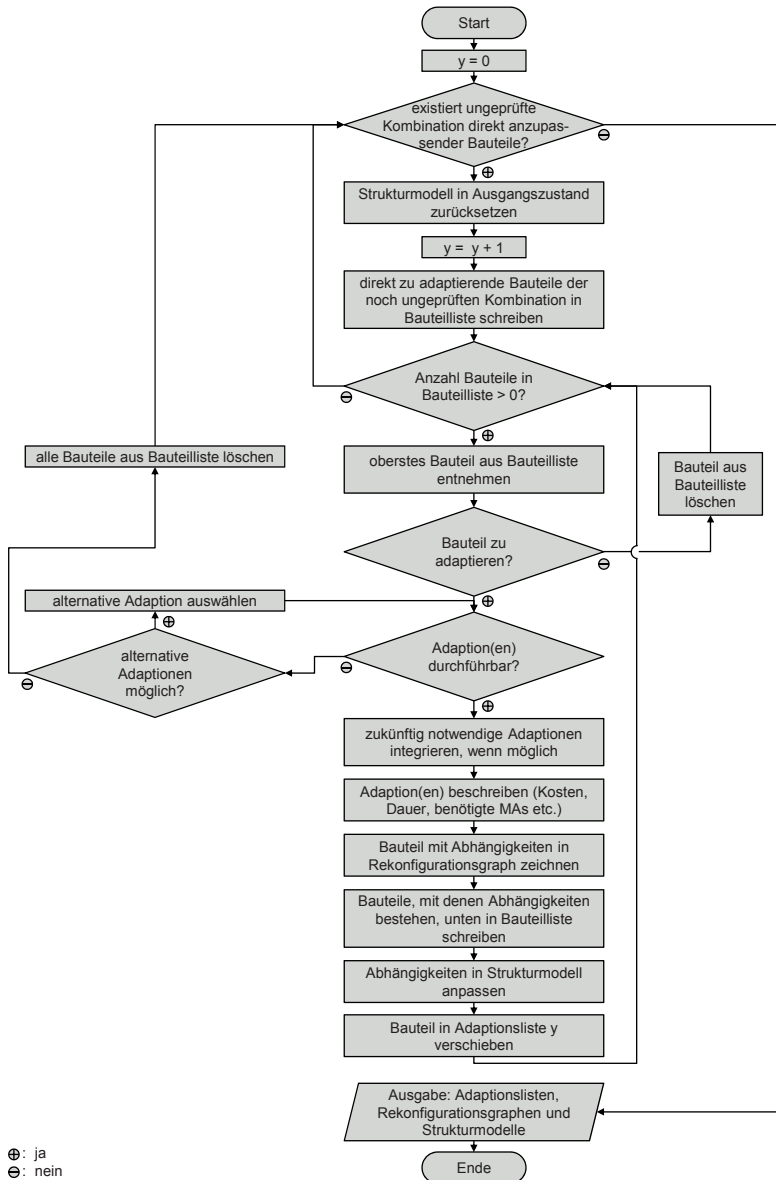 Start
y = 0
existiert ungeprüfte
Kombination direkt anzupas-
sender Bauteile?
⊖
⊕
Strukturmodell in Ausgangszustand
zurücksetzen
y = y + 1
direkt zu adaptierende Bauteile der
noch ungeprüften Kombination in
Bauteilliste schreiben
Anzahl Bauteile in
Bauteilliste > 0?
⊖
⊕
alle Bauteile aus Bauteilliste löschen
oberstes Bauteil aus Bauteilliste
entnehmen
Bauteil aus
Bauteilliste
löschen
Bauteil zu
adaptieren?
⊖
⊕
alternative Adaption auswählen
⊕
alternative
Adaptionen
möglich?
⊖
Adaption(en)
durchführbar?
⊖
⊕
zukünftig notwendige Adaptionen
integrieren, wenn möglich
Adaption(en) beschreiben (Kosten,
Dauer, benötigte MAs etc.)
Bauteil mit Abhängigkeiten in
Rekonfigurationsgraph zeichnen
Bauteile, mit denen Abhängigkeiten
bestehen, unten in Bauteilliste
schreiben
Abhängigkeiten in Strukturmodell
anpassen
Bauteil in Adaptionsliste y
verschieben
Ausgabe: Adaptionslisten,
Rekonfigurationsgraphen und
Strukturmodelle
Ende
⊕: ja
⊖: nein